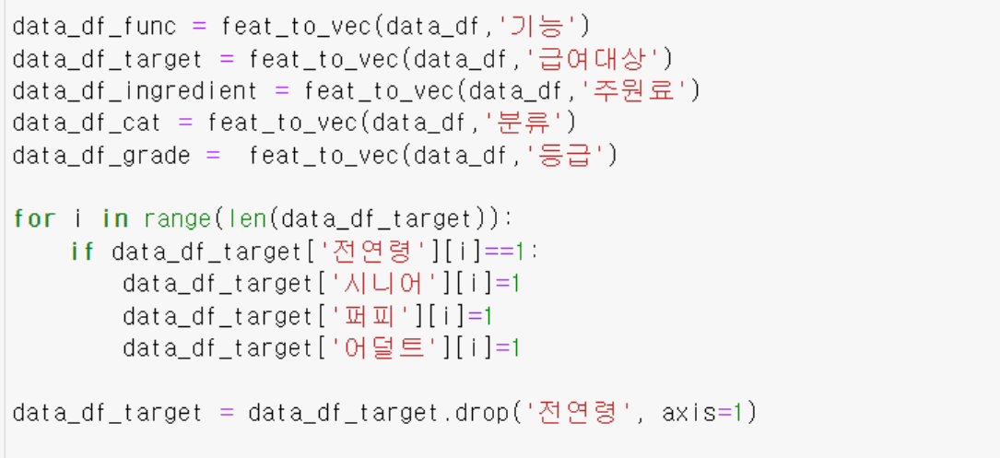 data_df_func = feat_to_vec(data_df,'기능')
data_df_target = feat_to_vec(data_df,'급여대상')
data_df_ingredient = feat_to_vec(data_df,'주원료')
data_df_cat = feat_to_vec(data_df,'분류')
data_df_grade =  feat_to_vec(data_df,'등급')
for i in range(len(data_df_target)):
    if data_df_target['전연령'][i]==1:
        data_df_target['시니어'][i]=1
        data_df_target['퍼피'][i]=1
        data_df_target['어덜트'][i]=1
data_df_target = data_df_target.drop('전연령', axis=1)